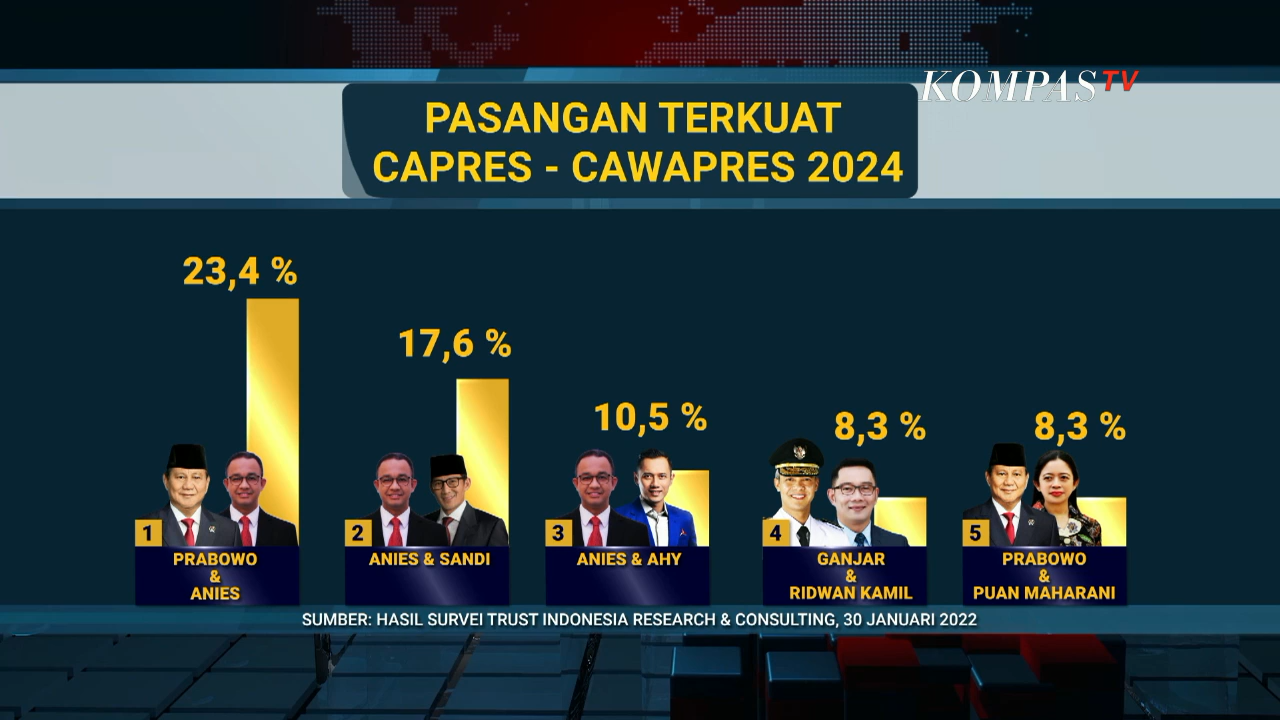 KOMPAS TV
PASANGAN TERKUAT
CAPRES - CAWAPRES 2024
23,4 %
17,6 %
10,5 %
8,3 %
8,3 %
1
PRABOWO
&
ANIES
2
ANIES & SANDI
3
ANIES & AHY
4
GANJAR
&
RIDWAN KAMIL
5
PRABOWO
&
PUAN MAHARANI
SUMBER: HASIL SURVEI TRUST INDONESIA RESEARCH & CONSULTING, 30 JANUARI 2022